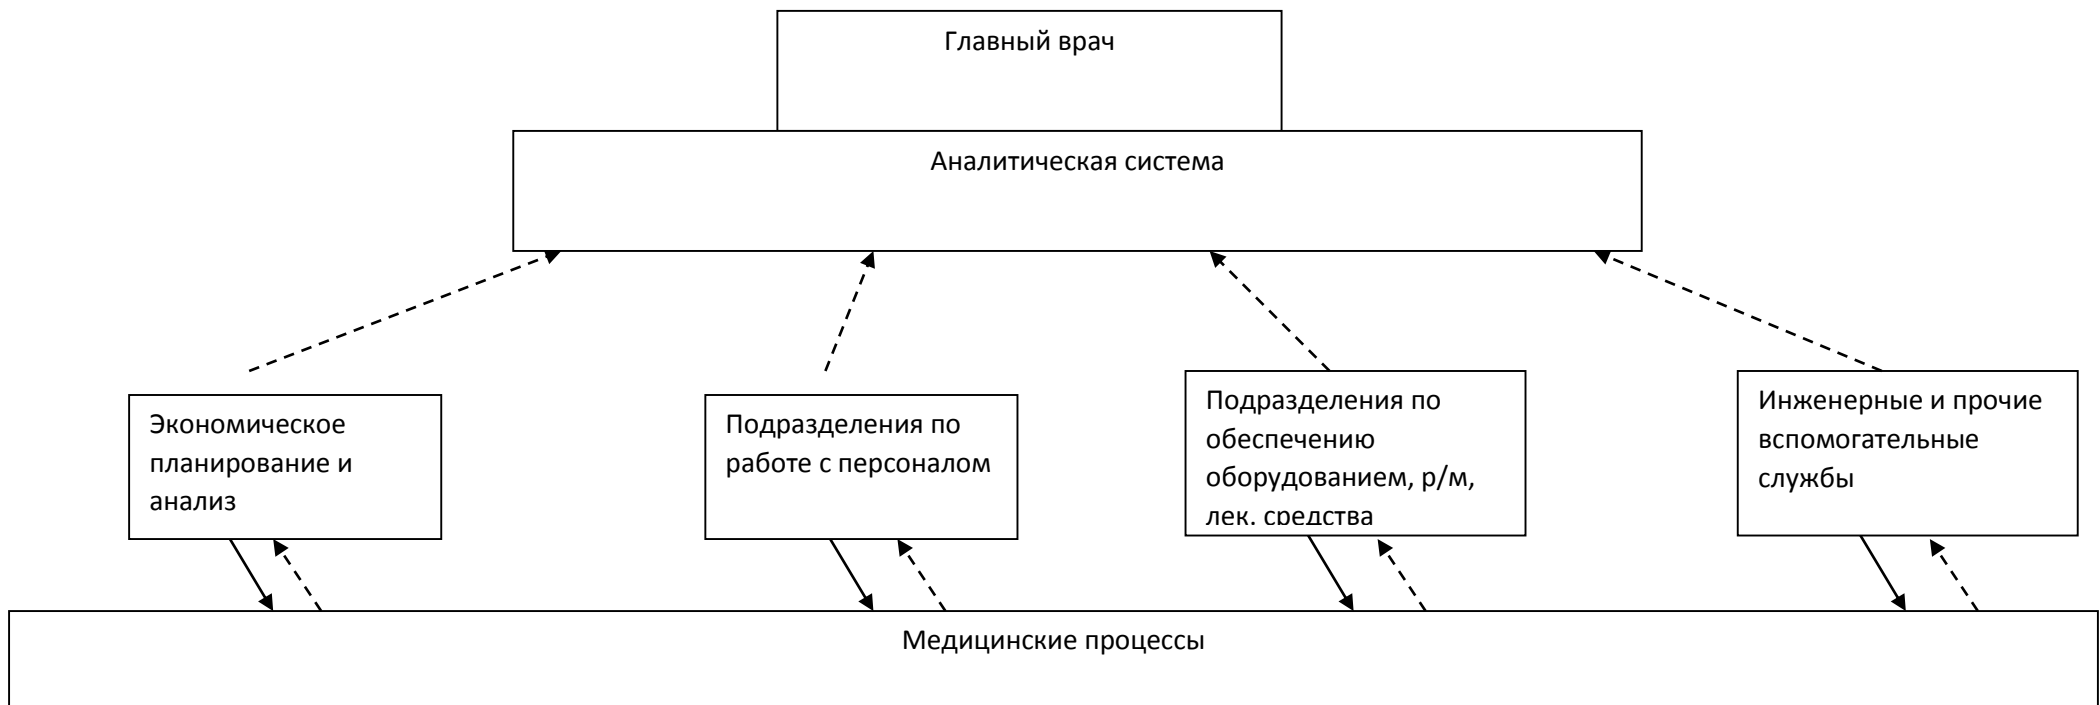 Главный врач
Аналитическая система
Экономическое
планирование и
анализ
Подразделения по
работе с персоналом
Подразделения по
обеспечению
оборудованием, р/м,
лек. средства
Инженерные и прочие
вспомогательные
службы
Медицинские процессы